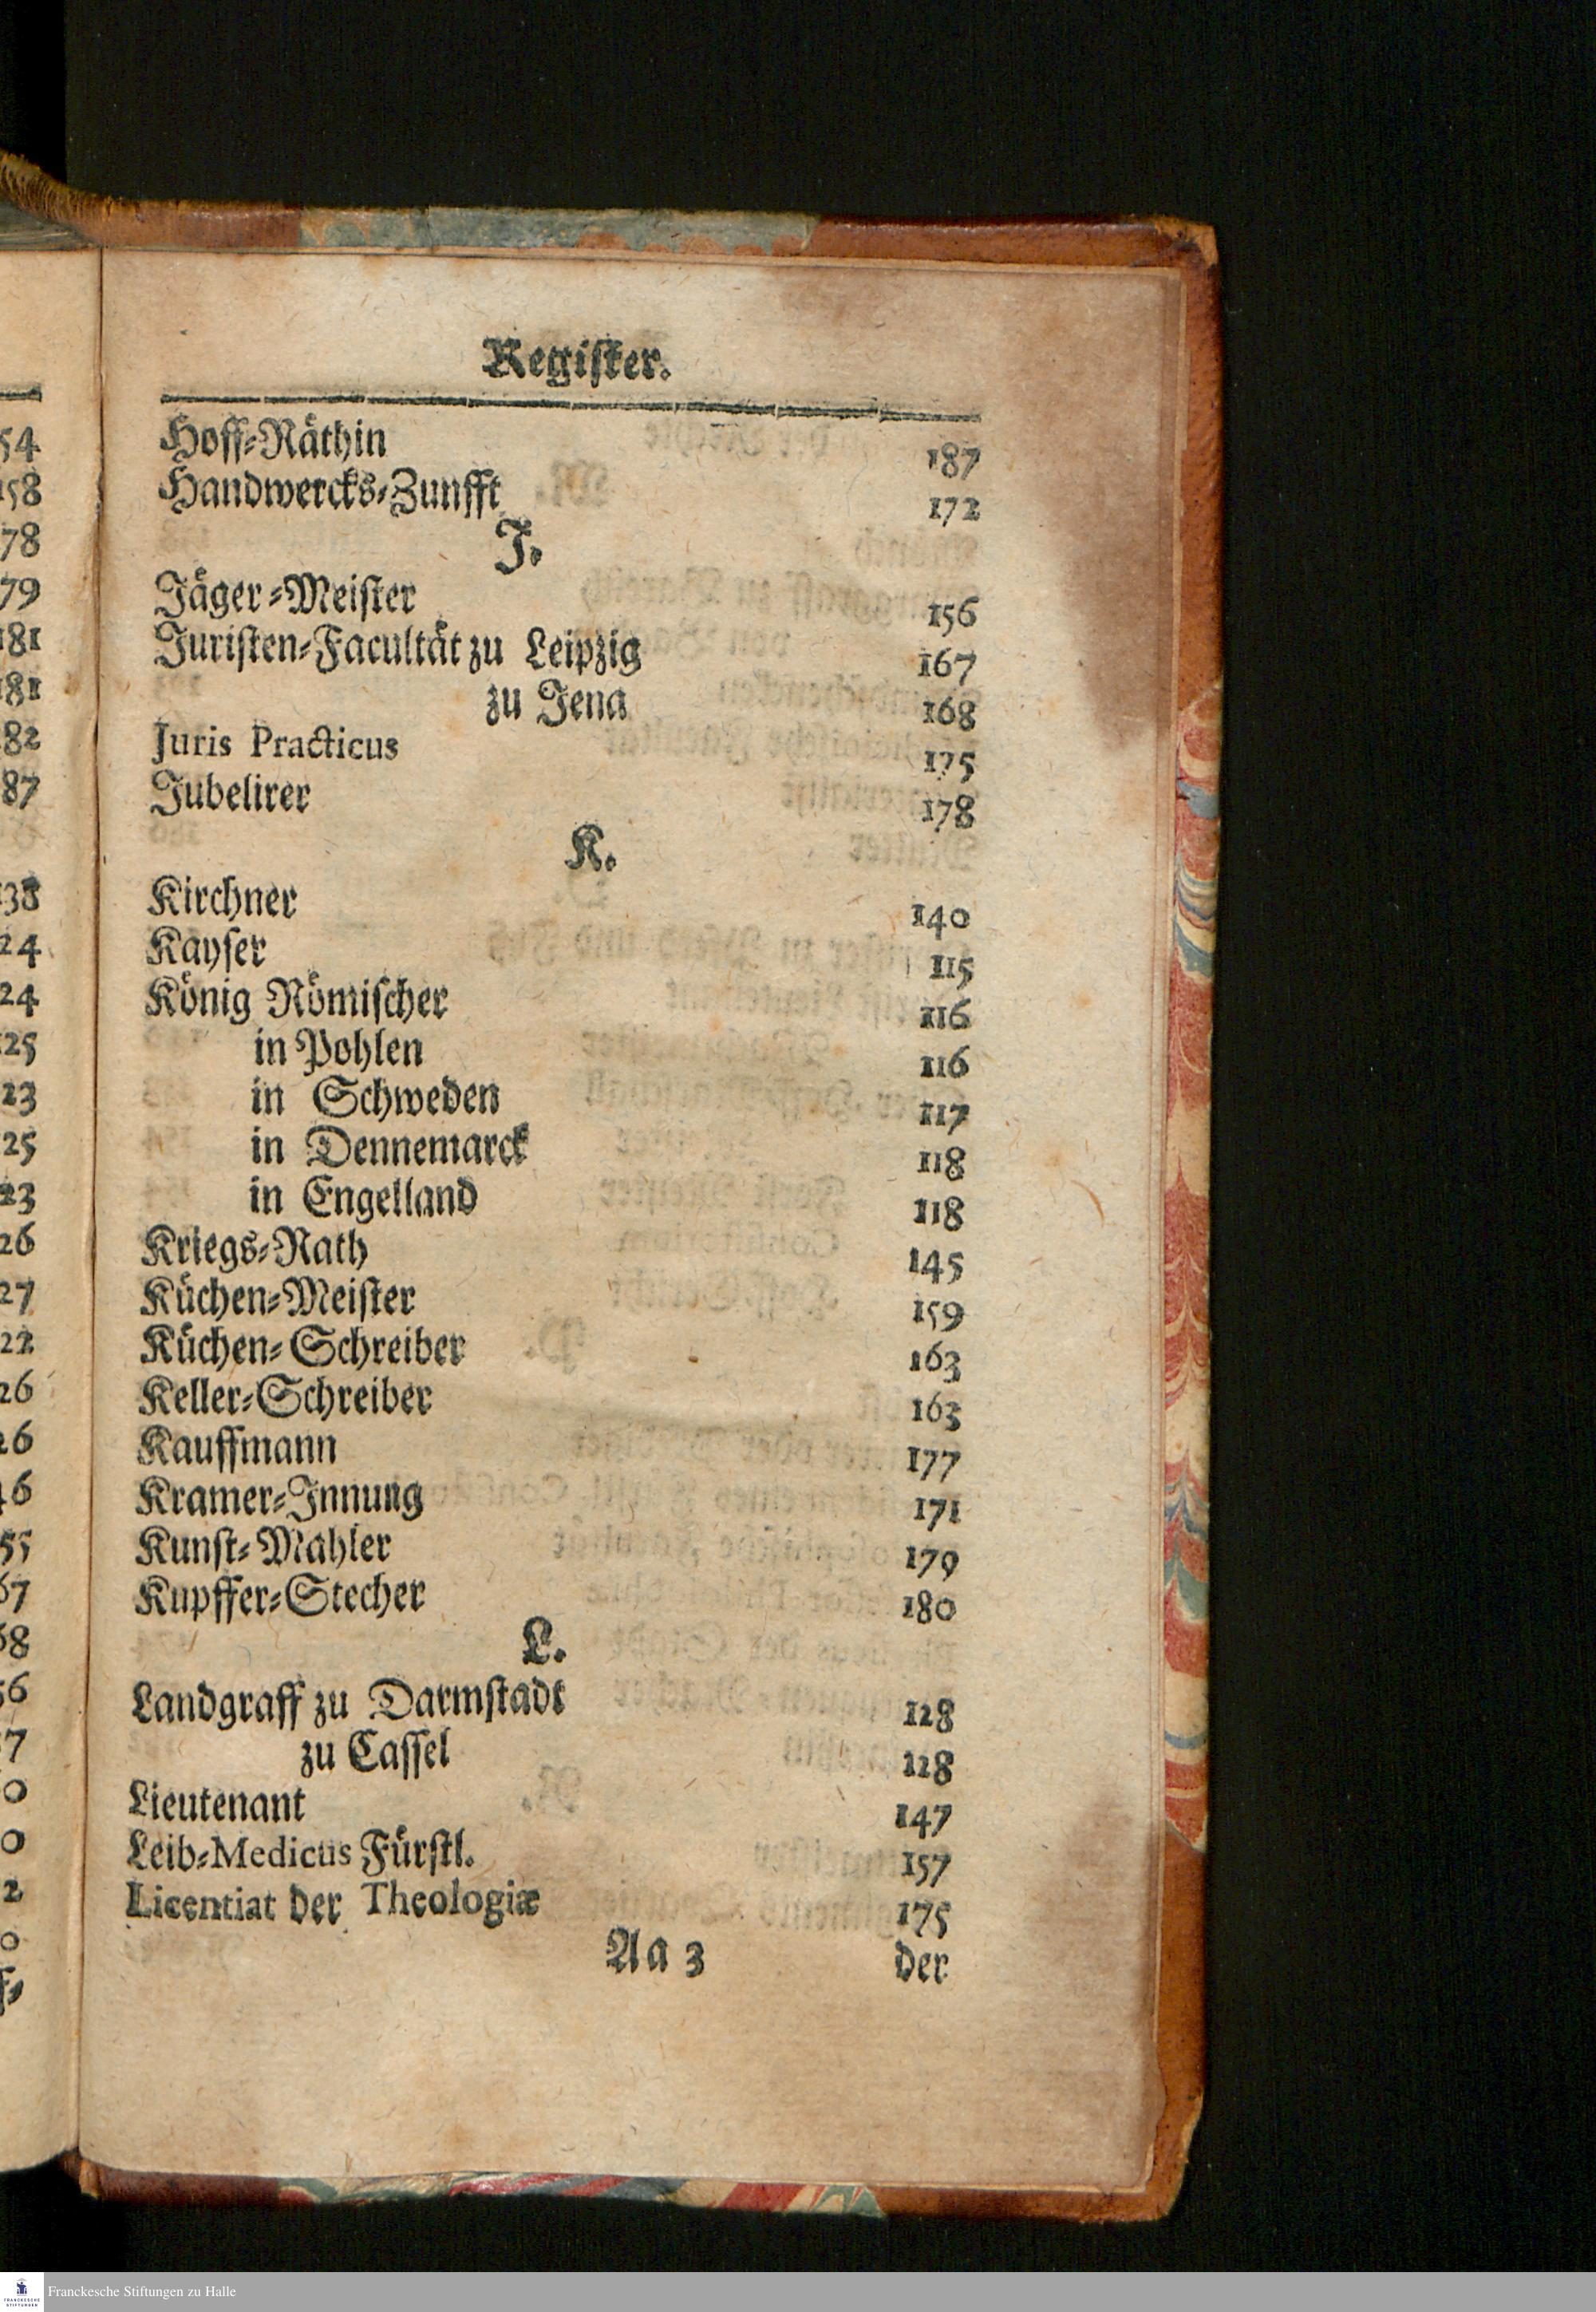 Register.
Hoff-Räthin 187
Handwercks-Zunfft 172
J.
Jäger-Meister 156
Juristen-Facultät zu Leipzig 167
zu Jena 168
Juris Practicus 175
Jubelirer 178
K.
Kirchner 140
Kayser 115
König Römischer 116
in Pohlen 116
in Schweden 117
in Dennemarck 118
in Engelland 118
Kriegs-Rath 145
Küchen-Meister 159
Küchen-Schreiber 163
Keller-Schreiber 163
Kauffmann 177
Kramer-Innung 171
Kunst-Mahler 179
Kupffer-Stecher 180
L.
Landgraff zu Darmstadt 128
zu Cassel 128
Lieutenant 147
Leib-Medicus Fürstl. 157
Licentiat der Theologiæ 175
Aa 3 der
Franckesche Stiftungen zu Halle